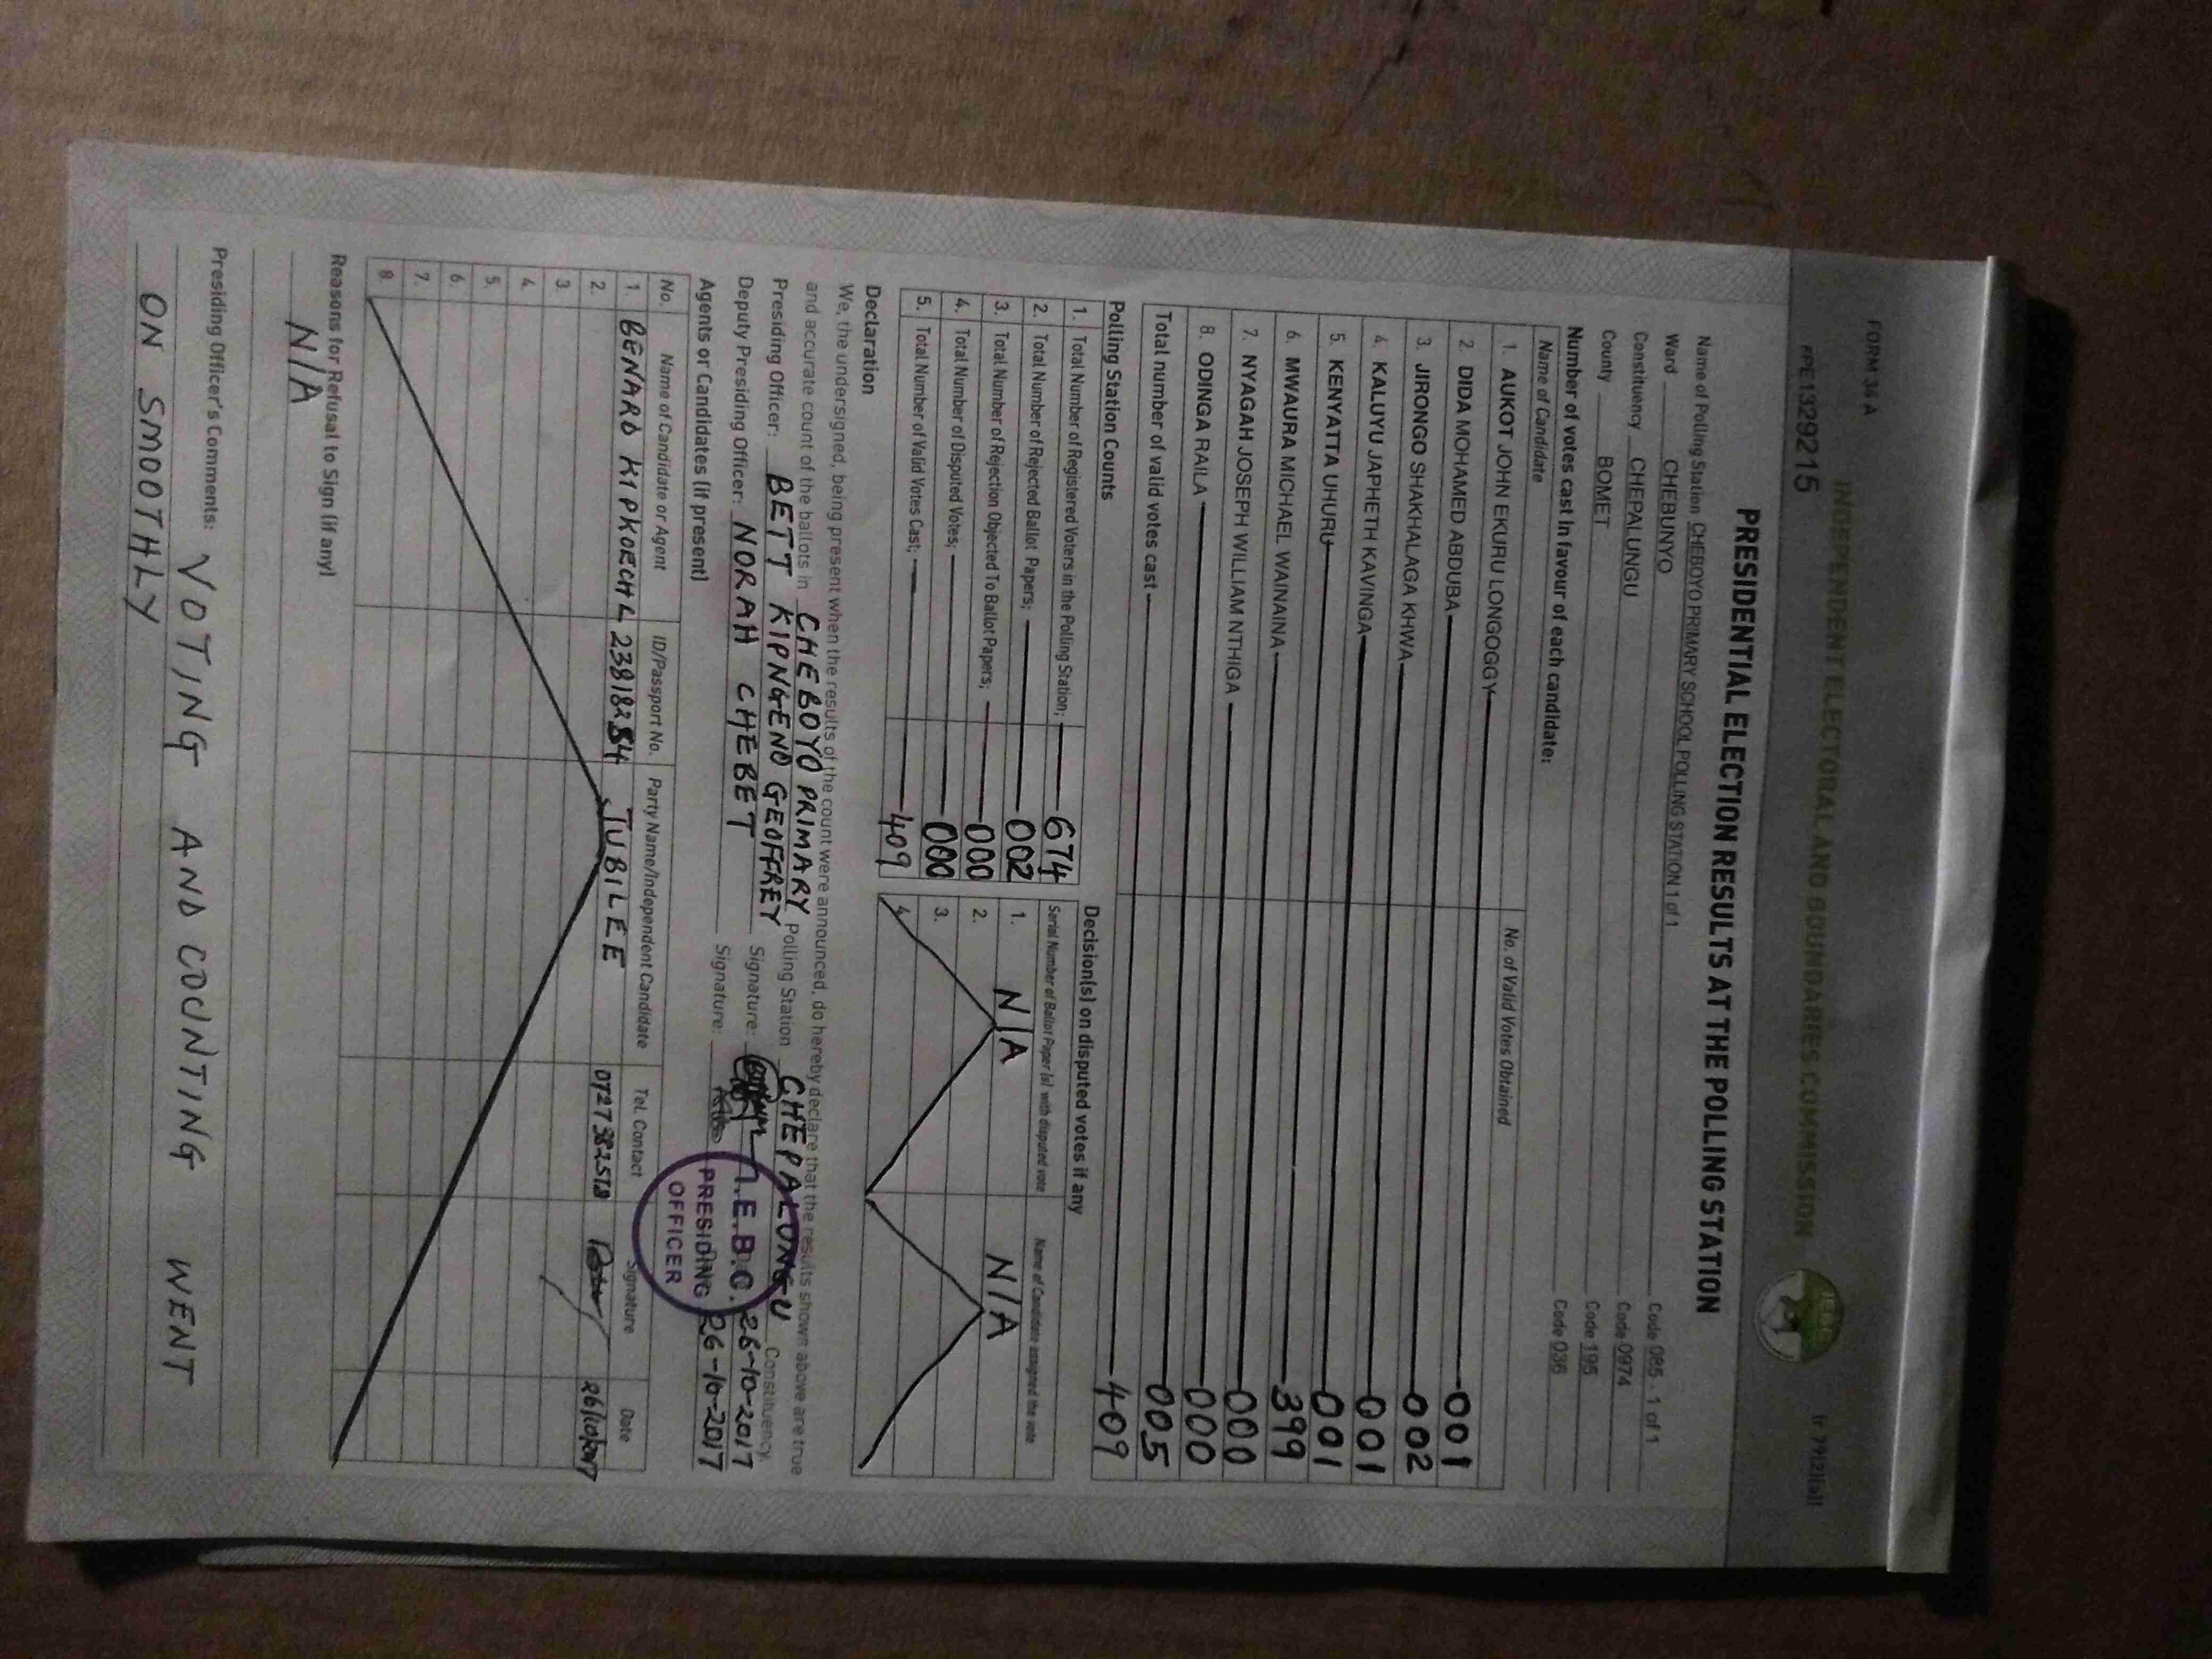 FORM 34 A
INDEPENDENT ELECTORAL AND BOUNDARIES COMMISSION
(r. 79(2)(a))
PPE1329215
IEBC
PRESIDENTIAL ELECTION RESULTS AT THE POLLING STATION
Name of Polling Station CHEBOYO PRIMARY SCHOOL POLLING STATION 1 of 1 Code 085 - 1 of 1
Ward CHEBUNYO Code 0974
Constituency CHEPALUNGU Code 195
County BOMET Code 036
Number of votes cast in favour of each candidate:
Name of Candidate No. of Valid Votes Obtained
1. AUKOT JOHN EKURU LONGOGGY 001
2. DIDA MOHAMED ABDUBA 002
3. JIRONGO SHAKHALAGA KHWA 001
4. KALUYU JAPHETH KAVINGA 001
5. KENYATTA UHURU 399
6. MWAURA MICHAEL WAINAINA 000
7. NYAGAH JOSEPH WILLIAM NTHIGA 000
8. ODINGA RAILA 005
Total number of valid votes cast 409
Polling Station Counts
1. Total Number of Registered Voters in the Polling Station; 674
2. Total Number of Rejected Ballot Papers; 002
3. Total Number of Rejection Objected To Ballot Papers; 000
4. Total Number of Disputed Votes; 000
5. Total Number of Valid Votes Cast; 409
Decision(s) on disputed votes if any
Serial Number of Ballot Paper (s) with disputed vote Name of Candidate assigned the vote
1. N/A N/A
2.
3.
4.
Declaration
We, the undersigned, being present when the results of the count were announced, do hereby declare that the results shown above are true
and accurate count of the ballots in CHEBOYO PRIMARY Polling Station CHEPALUNGU Constituency
Presiding Officer: BETT KIPNGENO GEOFFREY Signature: 26-10-2017
Deputy Presiding Officer: NORAH CHEBET Signature: 26-10-2017
I.E.B.C.
PRESIDING
OFFICER
Agents or Candidates (if present)
No. Name of Candidate or Agent ID/Passport No. Party Name/Independent Candidate Tel. Contact Signature Date
1. BENARD KIPKOECH L 23818254 JUBILEE 26/10/2017
2.
3.
4.
5.
6.
7.
8.
Reasons for Refusal to Sign (if any)
N/A
Presiding Officer's Comments: VOTING AND COUNTING WENT
ON SMOOTHLY